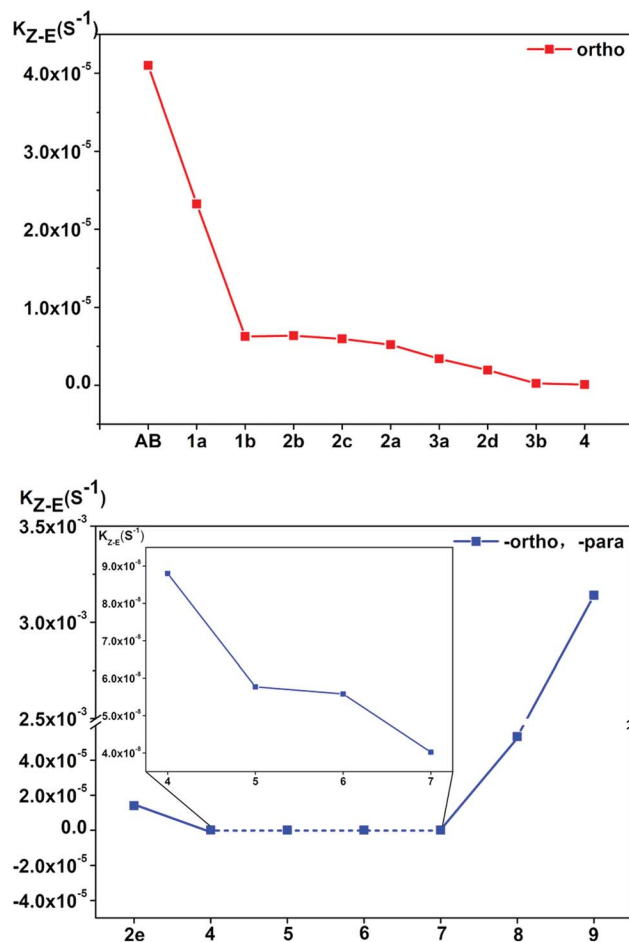 K_Z-E(S^-1)
ortho
4.0x10^-5
3.0x10^-5
2.0x10^-5
1.0x10^-5
0.0
AB 1a 1b 2b 2c 2a 3a 2d 3b 4
K_Z-E(S^-1)
3.5x10^-3
-ortho, -para
3.0x10^-3
2.5x10^-3
4.0x10^-5
2.0x10^-5
0.0
-2.0x10^-5
-4.0x10^-5
K_Z-E(S^-1)
9.0x10^-8
8.0x10^-8
7.0x10^-8
6.0x10^-8
5.0x10^-8
4.0x10^-8
4 5 6 7
2e 4 5 6 7 8 9